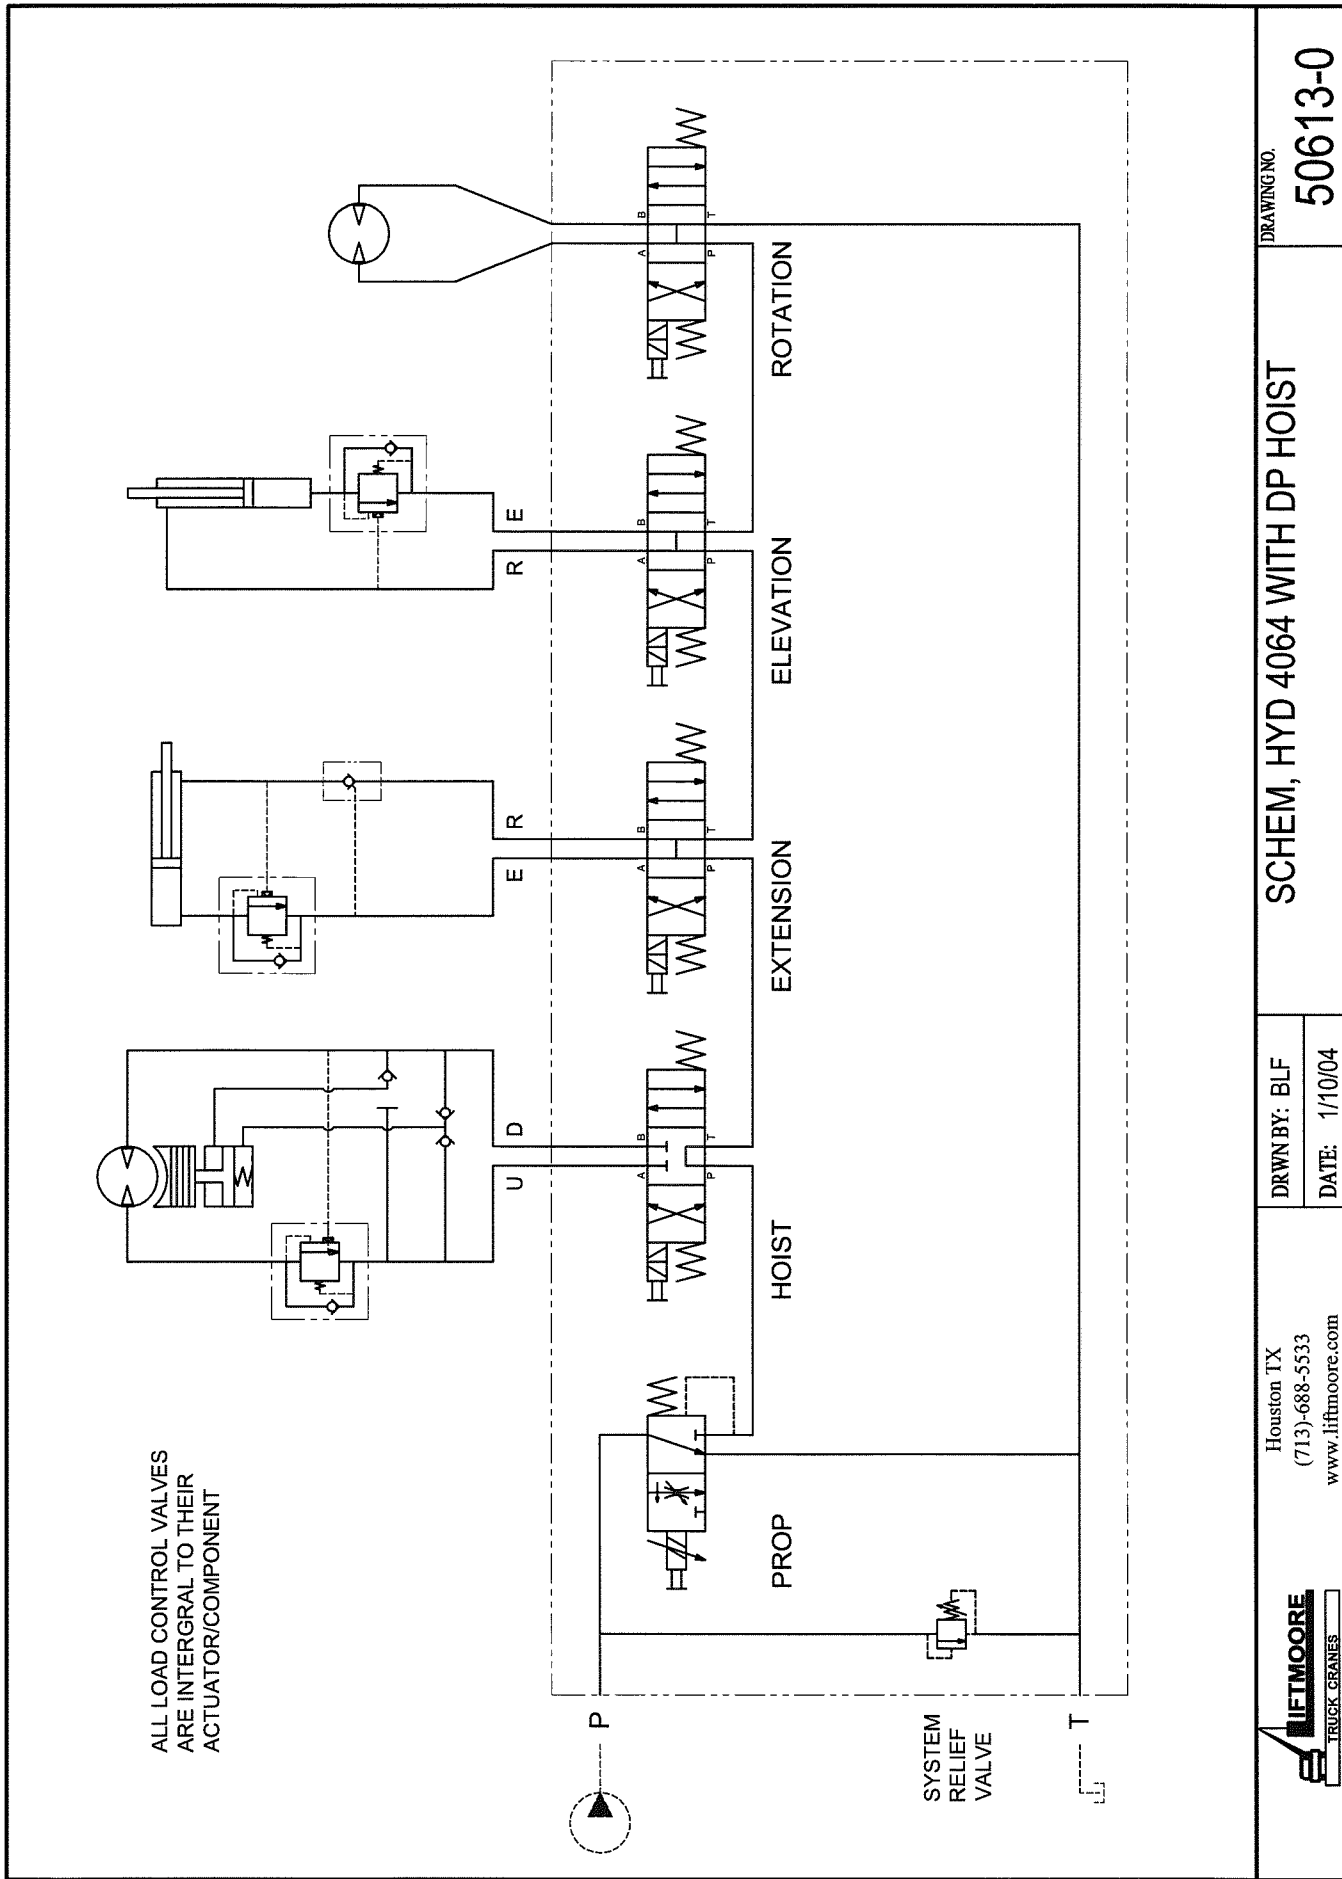 ALL LOAD CONTROL VALVES
ARE INTERGRAL TO THEIR
ACTUATOR/COMPONENT
U
D
E
R
R
E
A
B
A
B
A
B
A
B
P
T
P
T
P
T
P
T
PROP
HOIST
EXTENSION
ELEVATION
ROTATION
P
SYSTEM
RELIEF
VALVE
T
LIFTMOORE
TRUCK CRANES
Houston TX
(713)-688-5533
www.liftmoore.com
DRWN BY: BLF
DATE: 1/10/04
SCHEM, HYD 4064 WITH DP HOIST
DRAWING NO.
50613-0